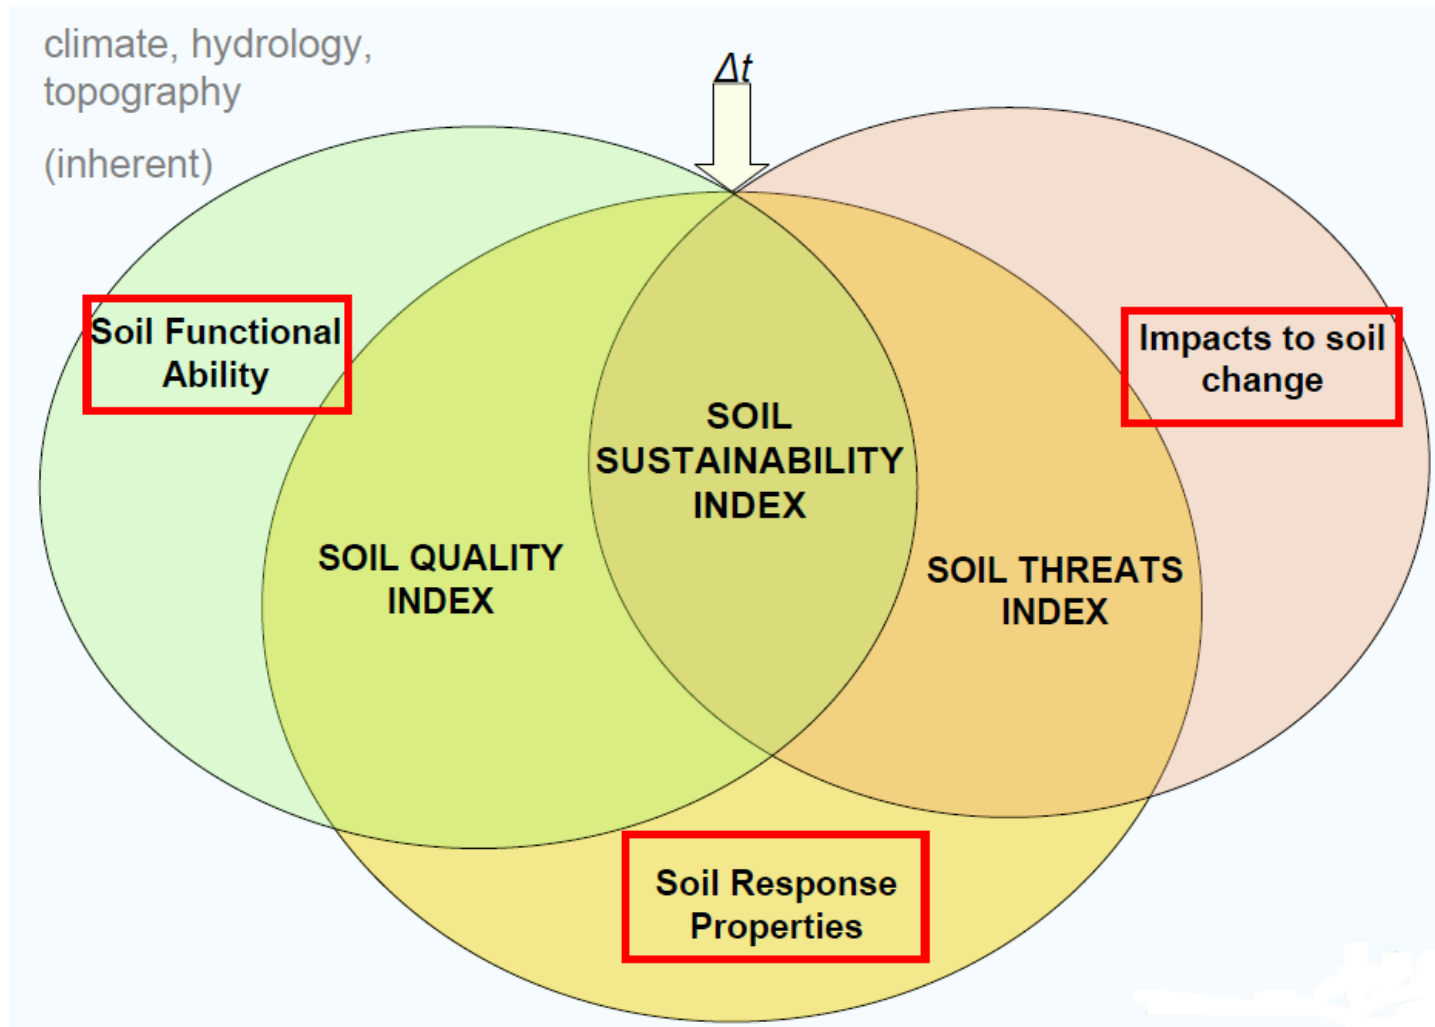 climate, hydrology,
topography
(inherent)
Δt
Soil Functional
Ability
Impacts to soil
change
SOIL
SUSTAINABILITY
INDEX
SOIL QUALITY
INDEX
SOIL THREATS
INDEX
Soil Response
Properties